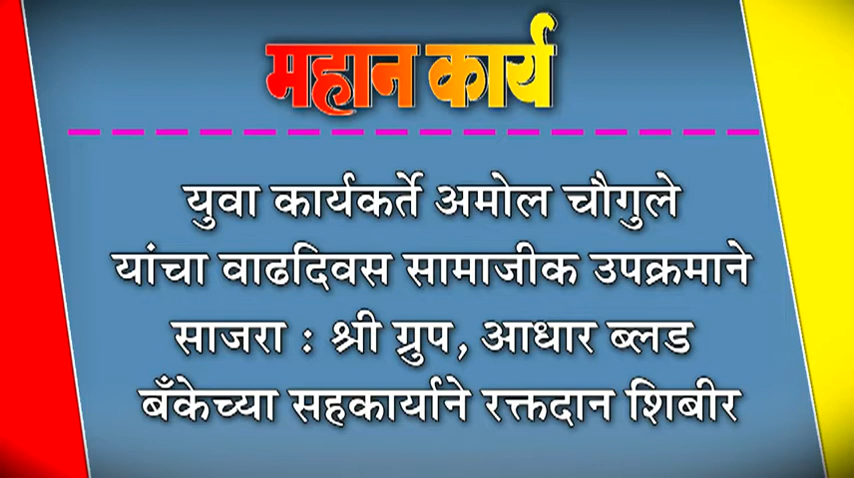 महान कार्य
युवा कार्यकर्ते अमोल चौगुले
यांचा वाढदिवस सामाजीक उपक्रमाने
साजरा : श्री ग्रुप, आधार ब्लड
बँकेच्या सहकार्याने रक्तदान शिबीर